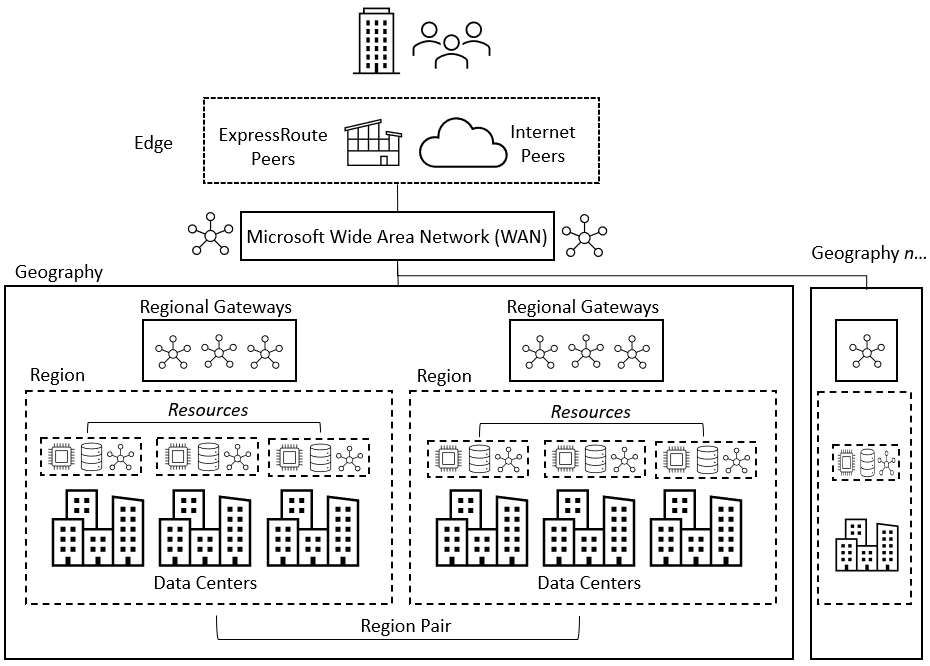 Edge
ExpressRoute
Peers
Internet
Peers
Microsoft Wide Area Network (WAN)
Geography
Geography n...
Regional Gateways
Regional Gateways
Region
Region
Resources
Resources
Data Centers
Data Centers
Region Pair